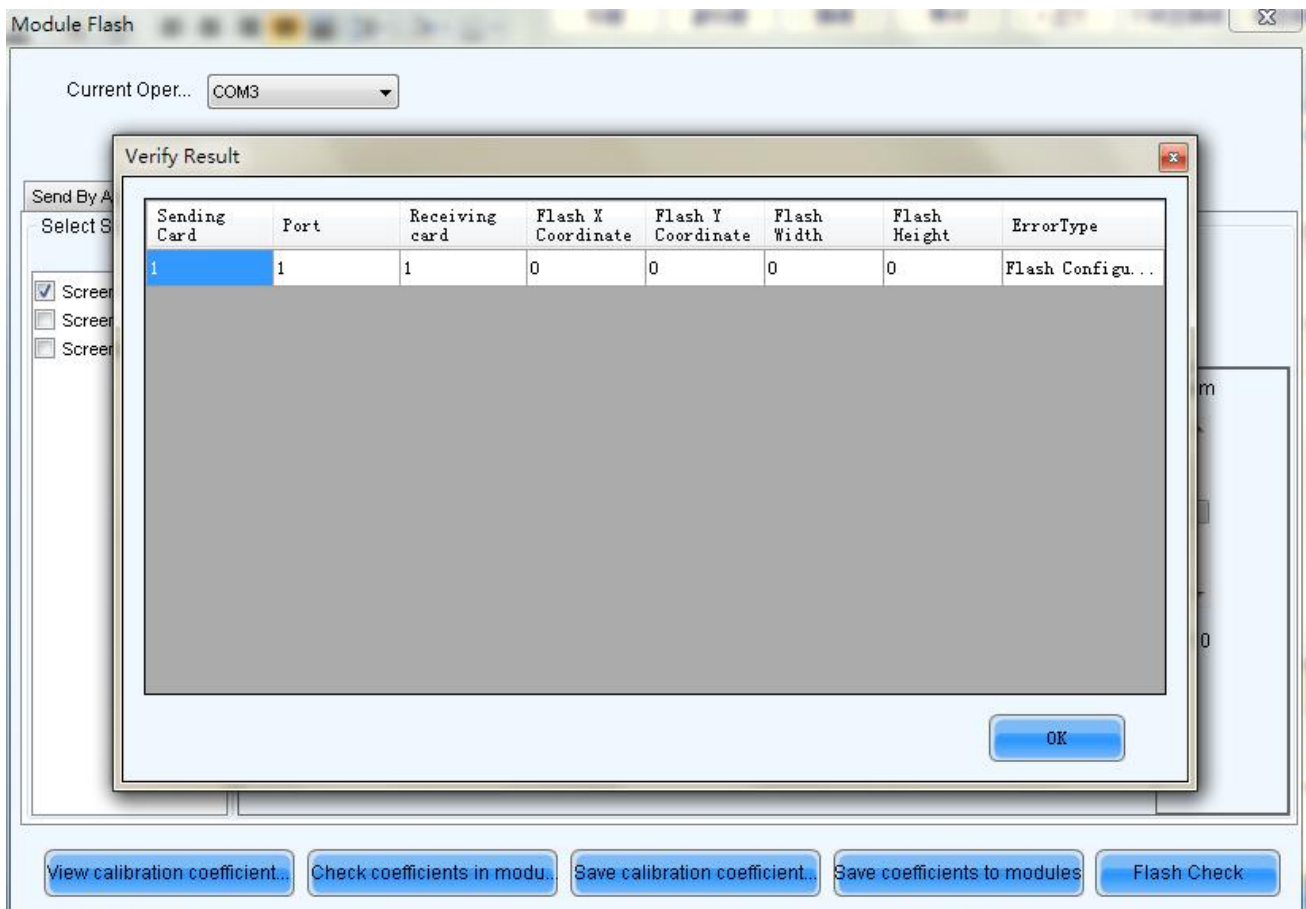 Module Flash
Current Oper... COM3
Verify Result
Send By A
Select S
Sending Card Port Receiving card Flash X Coordinate Flash Y Coordinate Flash Width Flash Height ErrorType
1 1 1 0 0 0 0 Flash Configu...
Screen
Screen
Screen
m
0
OK
View calibration coefficient...
Check coefficients in modu...
Save calibration coefficient...
Save coefficients to modules
Flash Check